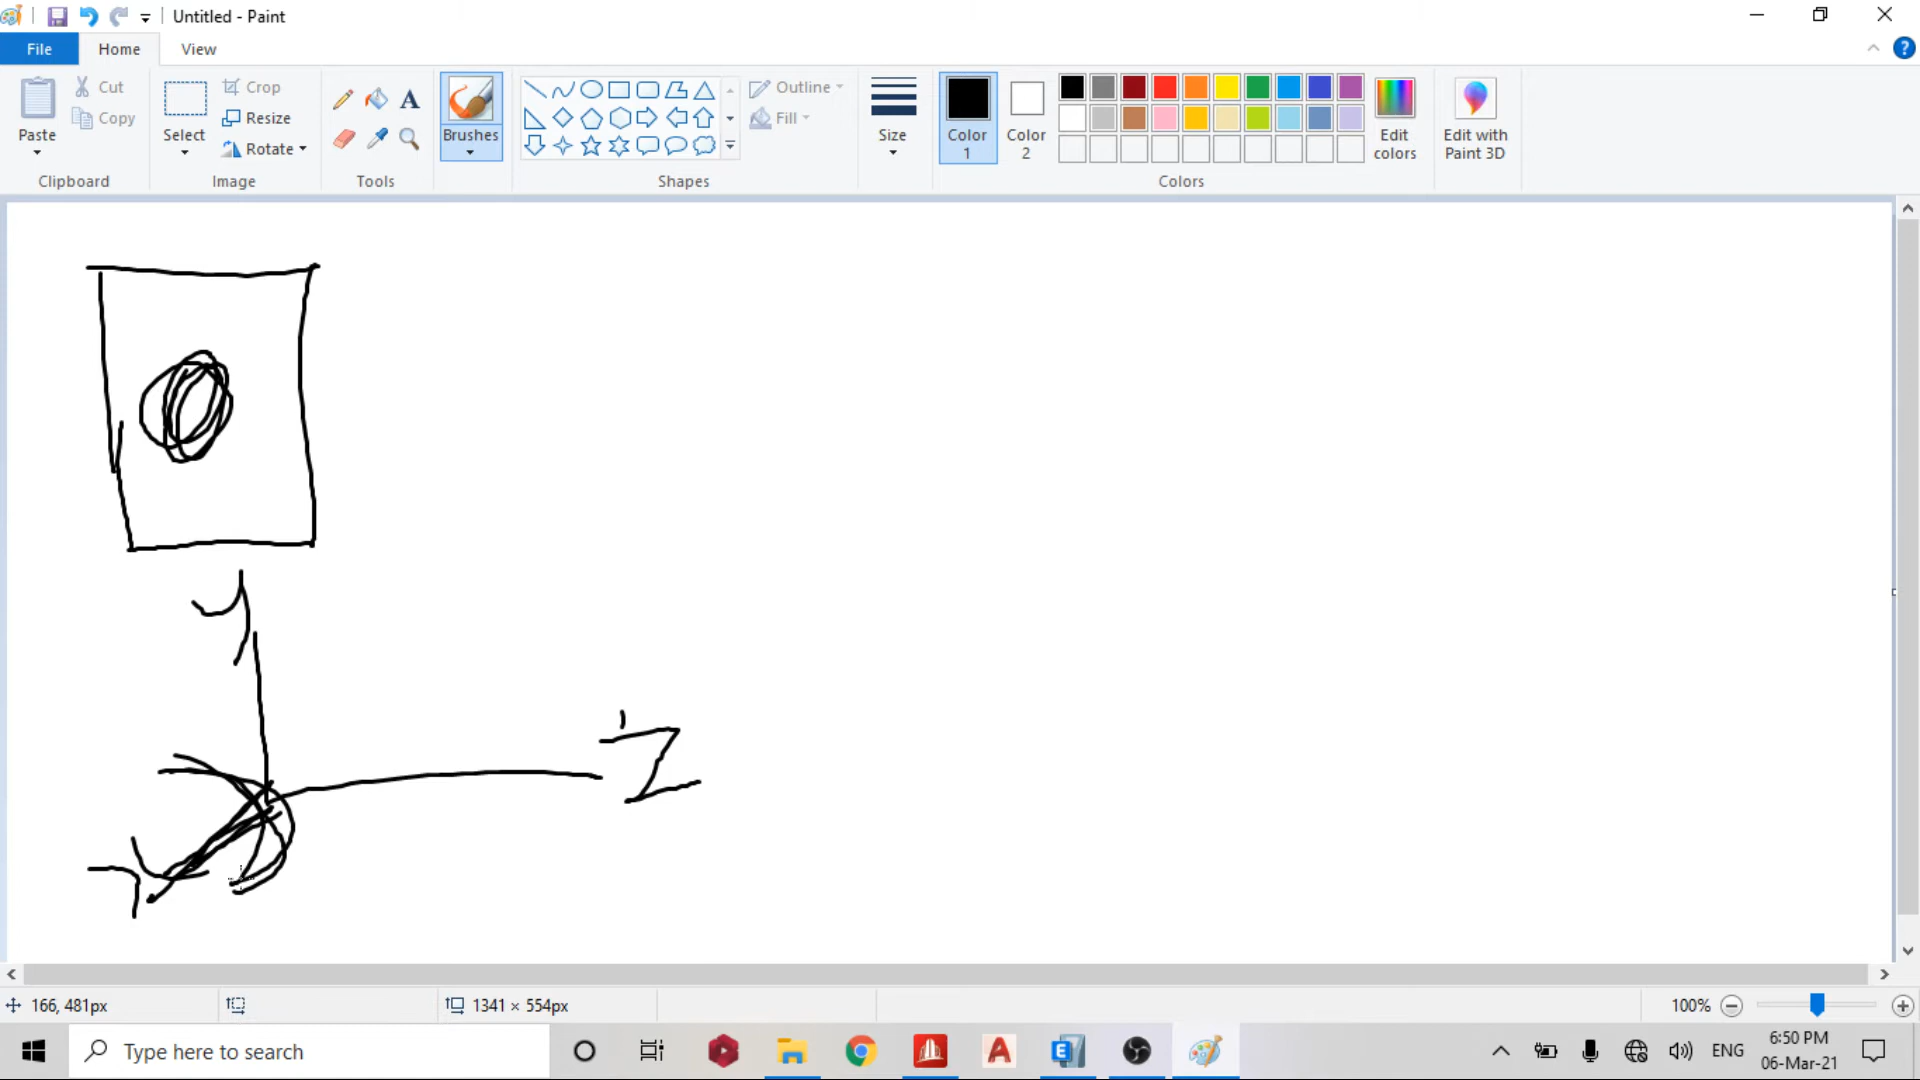 Untitled - Paint
File Home View
Paste Cut Copy Clipboard
Select Crop Resize Rotate Image
Tools
Brushes
Outline Fill Shapes
Size
Color 1 Color 2 Edit colors Colors
Edit with Paint 3D
y
Z
x
166, 481px 1341 × 554px 100%
Type here to search ENG 6:50 PM
06-Mar-21